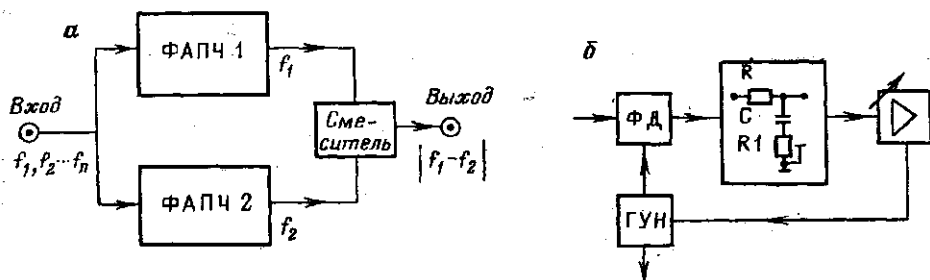 а
ФАПЧ 1
f₁
Вход
f₁, f₂...fₙ
Сме-
ситель
Выход
|f₁-f₂|
ФАПЧ 2
f₂
б
ФД
R
C
R1
ГУН